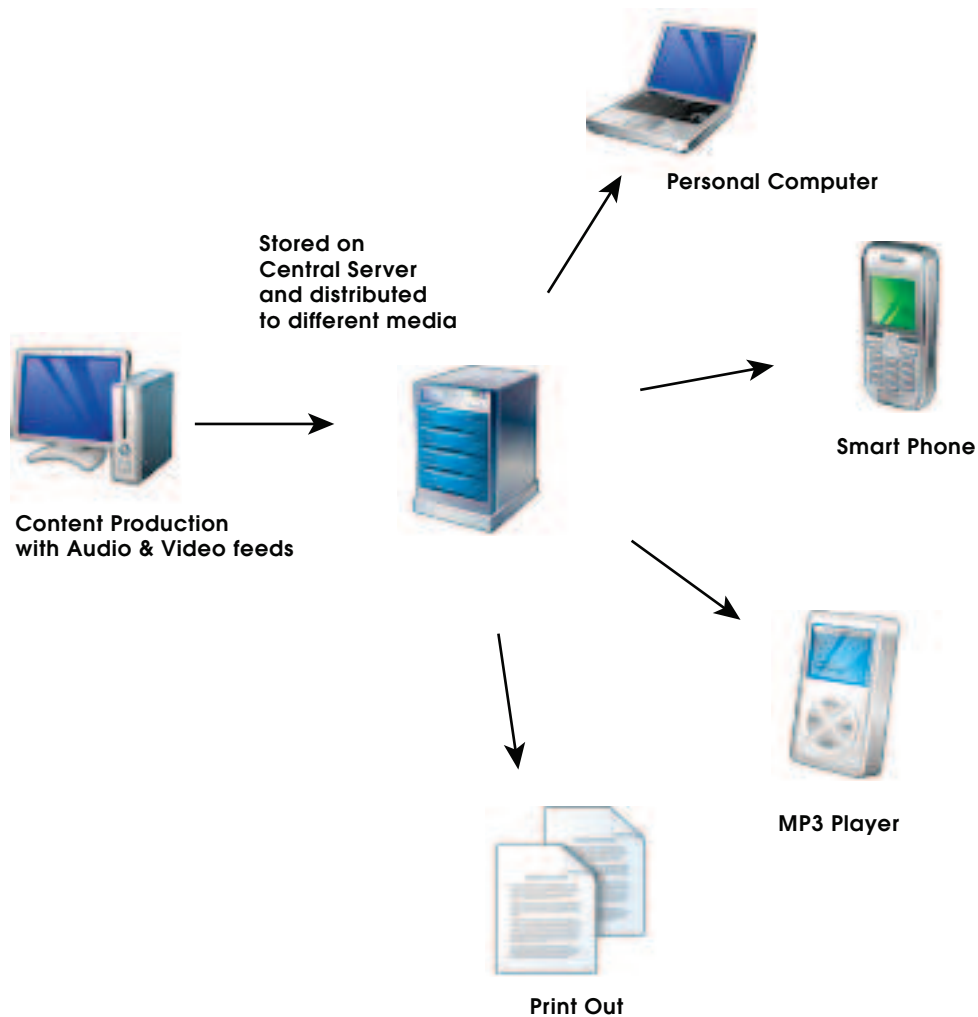 Personal Computer
Stored on
Central Server
and distributed
to different media
Smart Phone
Content Production
with Audio & Video feeds
MP3 Player
Print Out